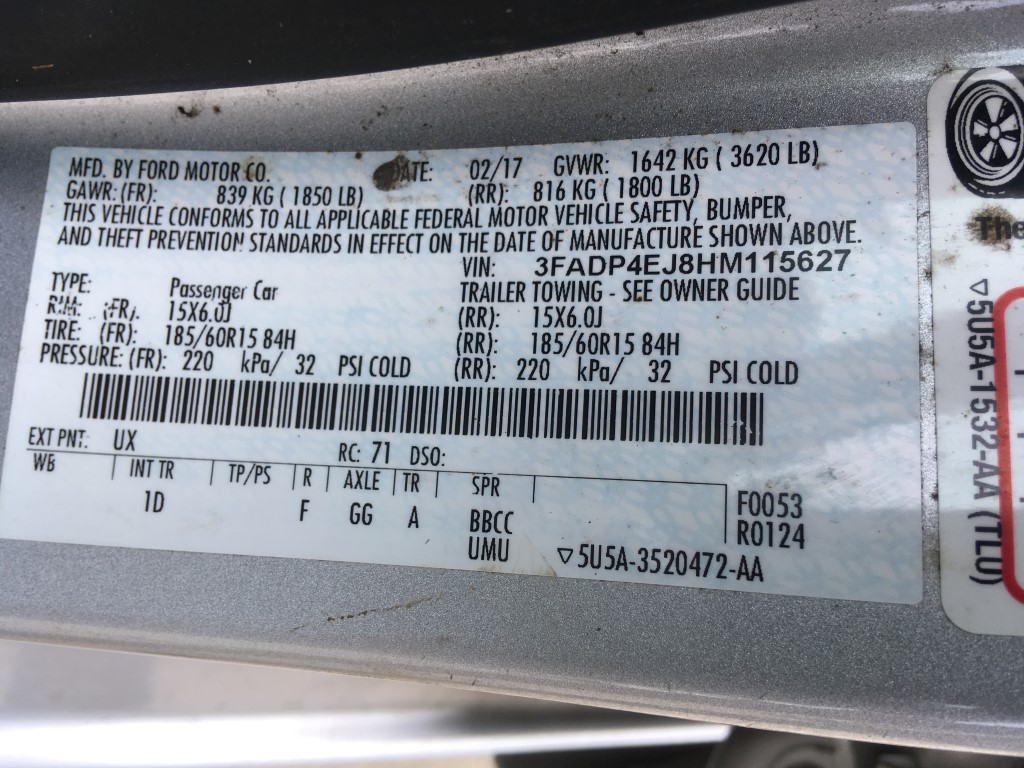 MFD. BY FORD MOTOR CO. DATE: 02/17 GVWR: 1642 KG ( 3620 LB)
GAWR: (FR): 839 KG ( 1850 LB) (RR): 816 KG ( 1800 LB)
THIS VEHICLE CONFORMS TO ALL APPLICABLE FEDERAL MOTOR VEHICLE SAFETY, BUMPER,
AND THEFT PREVENTION STANDARDS IN EFFECT ON THE DATE OF MANUFACTURE SHOWN ABOVE.
VIN: 3FADP4EJ8HM115627
TYPE: Passenger Car TRAILER TOWING - SEE OWNER GUIDE
RIM: (FR): 15X6.0J (RR): 15X6.0J
TIRE: (FR): 185/60R15 84H (RR): 185/60R15 84H
PRESSURE: (FR): 220 kPa/ 32 PSI COLD (RR): 220 kPa/ 32 PSI COLD
EXT PNT: UX RC: 71 DSO:
WB INT TR TP/PS R AXLE TR SPR
1D F GG A BBCC F0053
UMU R0124
▽5U5A-3520472-AA
The
▽5U5A-1532-AA (TLU)